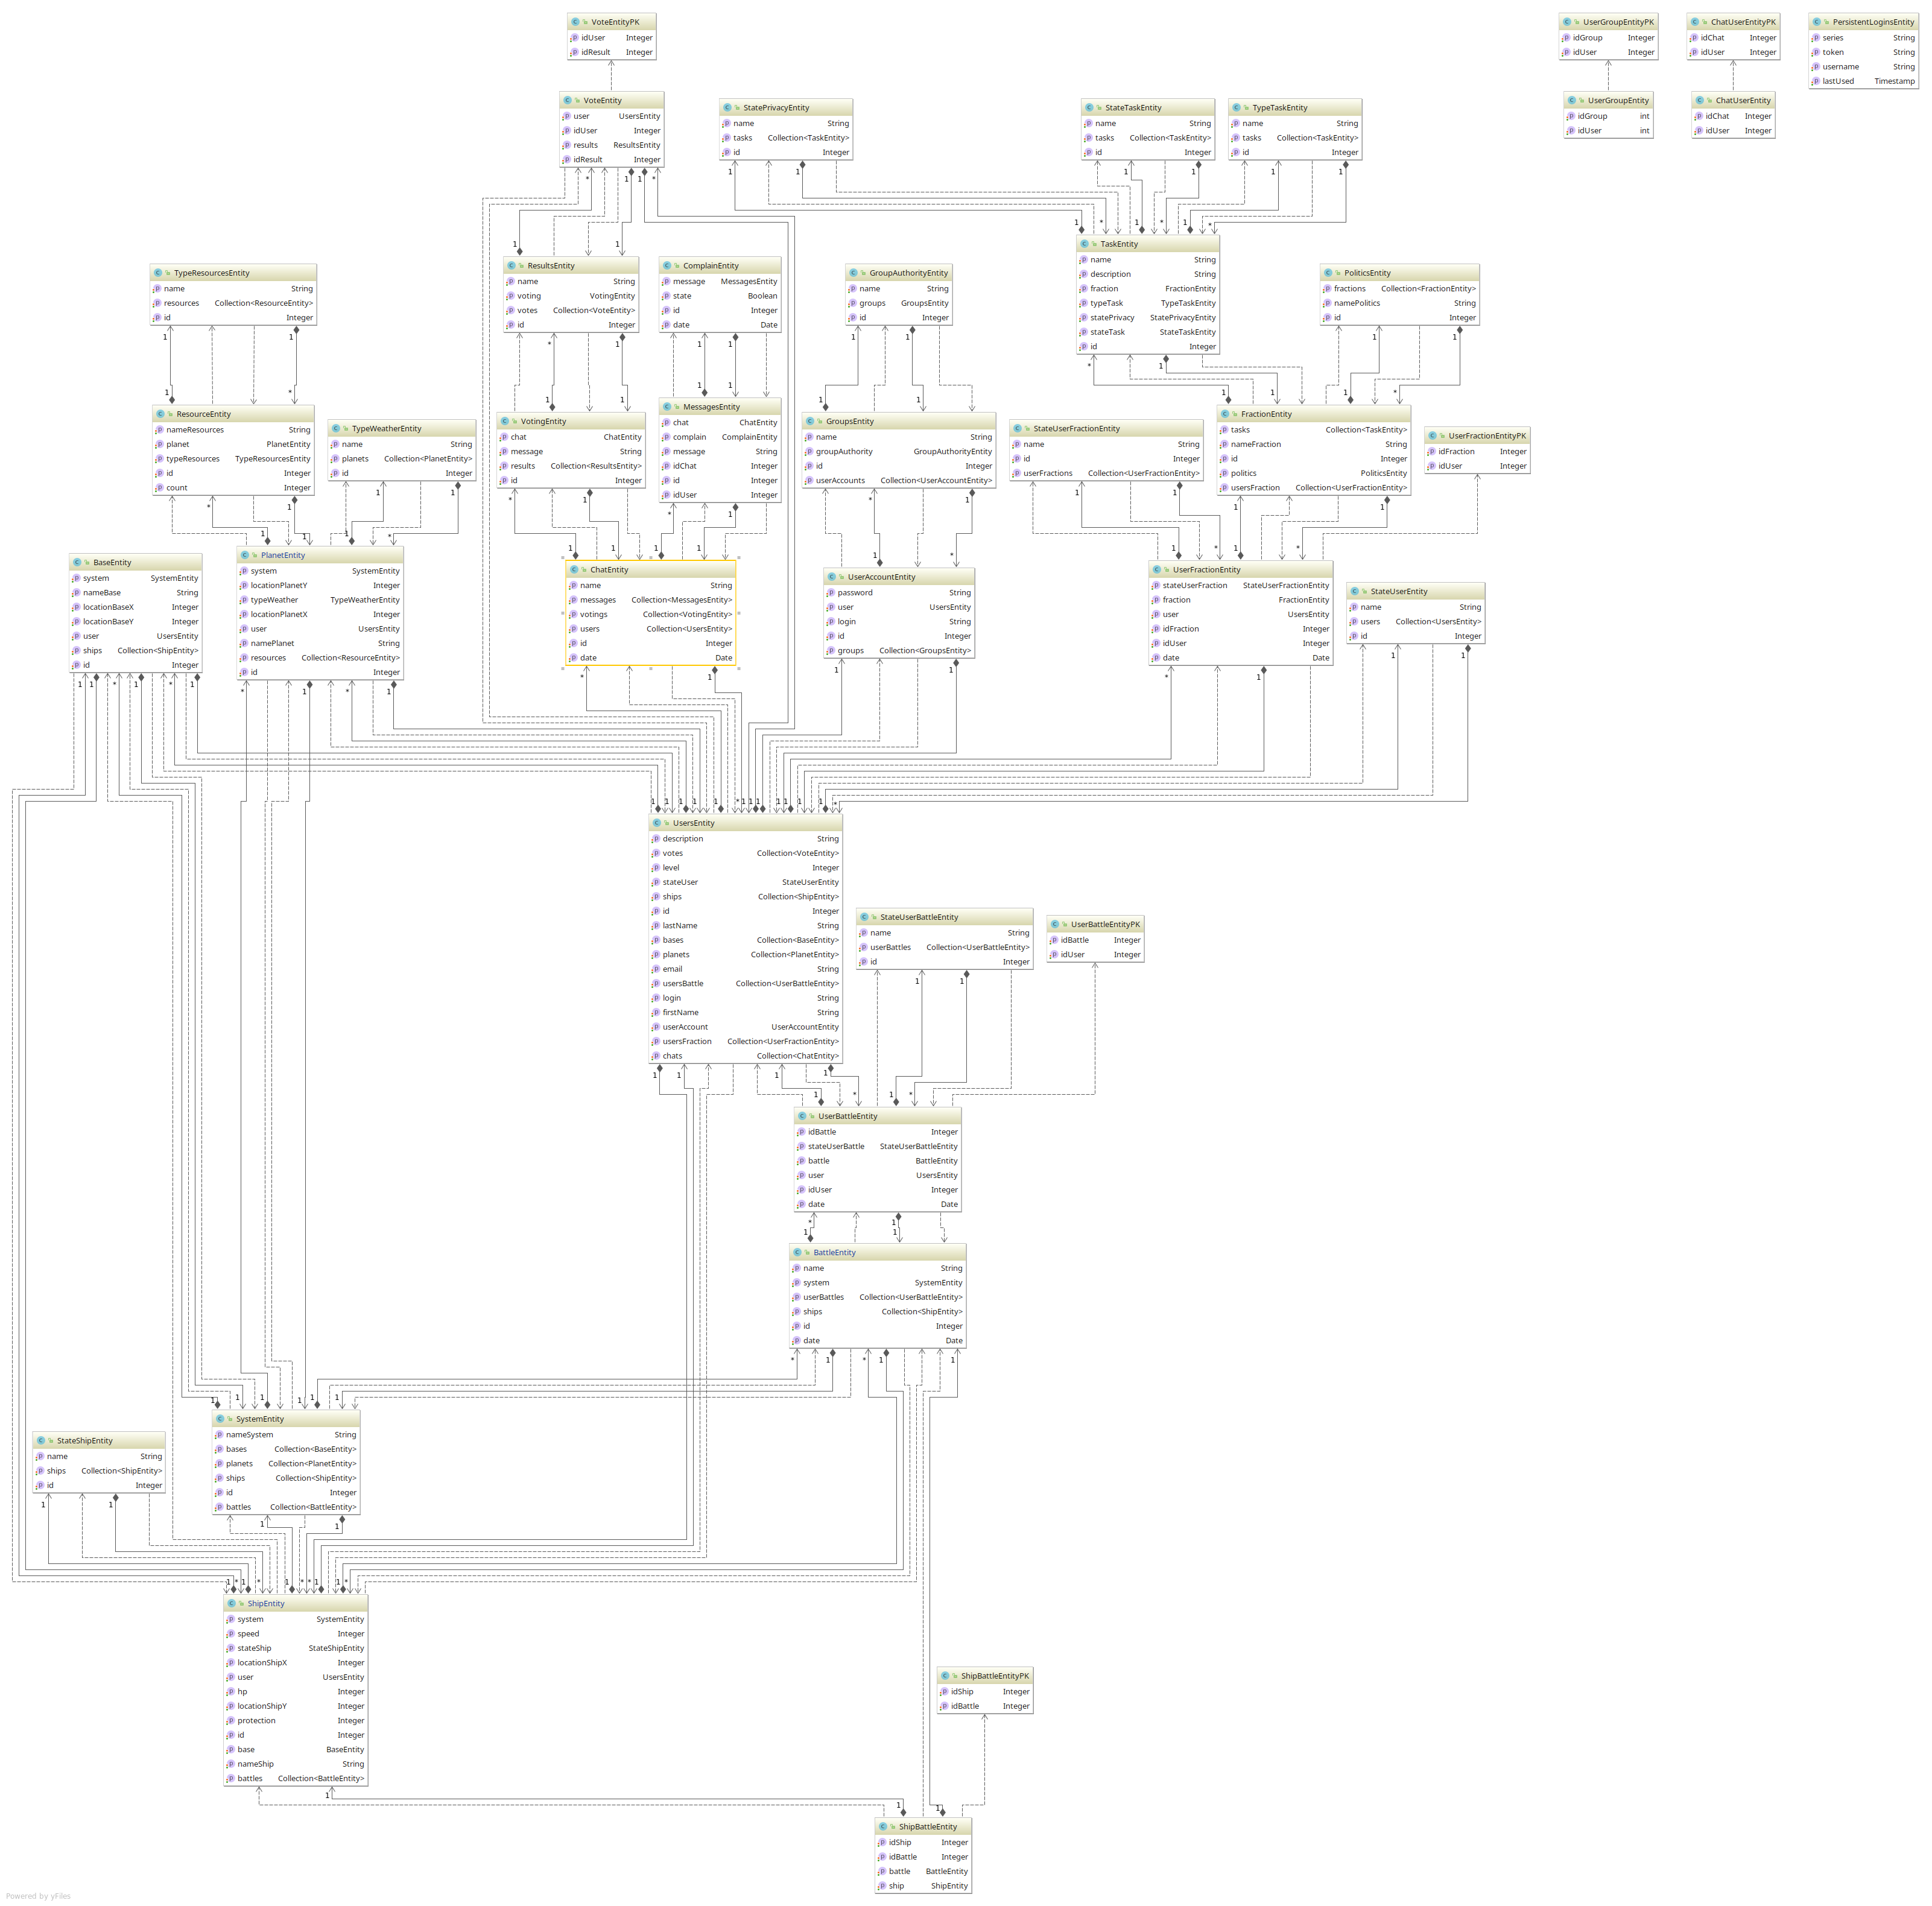 VoteEntityPK
idUser Integer
idResult Integer
UserGroupEntityPK
idGroup Integer
idUser Integer
ChatUserEntityPK
idChat Integer
idUser Integer
PersistentLoginsEntity
series String
token String
username String
lastUsed Timestamp
VoteEntity
user UsersEntity
idUser Integer
results ResultsEntity
idResult Integer
StatePrivacyEntity
name String
tasks Collection<TaskEntity>
id Integer
StateTaskEntity
name String
tasks Collection<TaskEntity>
id Integer
TypeTaskEntity
name String
tasks Collection<TaskEntity>
id Integer
UserGroupEntity
idGroup int
idUser int
ChatUserEntity
idChat Integer
idUser Integer
TypeResourcesEntity
name String
resources Collection<ResourceEntity>
id Integer
ResultsEntity
name String
voting VotingEntity
votes Collection<VoteEntity>
id Integer
ComplainEntity
message MessagesEntity
state Boolean
id Integer
date Date
GroupAuthorityEntity
name String
groups GroupsEntity
id Integer
TaskEntity
name String
description String
fraction FractionEntity
typeTask TypeTaskEntity
statePrivacy StatePrivacyEntity
stateTask StateTaskEntity
id Integer
PoliticsEntity
fractions Collection<FractionEntity>
namePolitics String
id Integer
ResourceEntity
nameResources String
planet PlanetEntity
typeResources TypeResourcesEntity
id Integer
count Integer
TypeWeatherEntity
name String
planets Collection<PlanetEntity>
id Integer
VotingEntity
chat ChatEntity
message String
results Collection<ResultsEntity>
id Integer
MessagesEntity
chat ChatEntity
complain ComplainEntity
message String
idChat Integer
id Integer
idUser Integer
GroupsEntity
name String
groupAuthority GroupAuthorityEntity
id Integer
userAccounts Collection<UserAccountEntity>
StateUserFractionEntity
name String
id Integer
userFractions Collection<UserFractionEntity>
FractionEntity
tasks Collection<TaskEntity>
nameFraction String
id Integer
politics PoliticsEntity
usersFraction Collection<UserFractionEntity>
UserFractionEntityPK
idFraction Integer
idUser Integer
BaseEntity
system SystemEntity
nameBase String
locationBaseX Integer
locationBaseY Integer
user UsersEntity
ships Collection<ShipEntity>
id Integer
PlanetEntity
system SystemEntity
locationPlanetY Integer
typeWeather TypeWeatherEntity
locationPlanetX Integer
user UsersEntity
namePlanet String
resources Collection<ResourceEntity>
id Integer
ChatEntity
name String
messages Collection<MessagesEntity>
votings Collection<VotingEntity>
users Collection<UsersEntity>
id Integer
date Date
UserAccountEntity
password String
user UsersEntity
login String
id Integer
groups Collection<GroupsEntity>
UserFractionEntity
stateUserFraction StateUserFractionEntity
fraction FractionEntity
user UsersEntity
idFraction Integer
idUser Integer
date Date
StateUserEntity
name String
users Collection<UsersEntity>
id Integer
UsersEntity
description String
votes Collection<VoteEntity>
level Integer
stateUser StateUserEntity
ships Collection<ShipEntity>
id Integer
lastName String
bases Collection<BaseEntity>
planets Collection<PlanetEntity>
email String
usersBattle Collection<UserBattleEntity>
login String
firstName String
userAccount UserAccountEntity
usersFraction Collection<UserFractionEntity>
chats Collection<ChatEntity>
StateUserBattleEntity
name String
userBattles Collection<UserBattleEntity>
id Integer
UserBattleEntityPK
idBattle Integer
idUser Integer
UserBattleEntity
idBattle Integer
stateUserBattle StateUserBattleEntity
battle BattleEntity
user UsersEntity
idUser Integer
date Date
BattleEntity
name String
system SystemEntity
userBattles Collection<UserBattleEntity>
ships Collection<ShipEntity>
id Integer
date Date
SystemEntity
nameSystem String
bases Collection<BaseEntity>
planets Collection<PlanetEntity>
ships Collection<ShipEntity>
id Integer
battles Collection<BattleEntity>
StateShipEntity
name String
ships Collection<ShipEntity>
id Integer
ShipEntity
system SystemEntity
speed Integer
stateShip StateShipEntity
locationShipX Integer
user UsersEntity
hp Integer
locationShipY Integer
protection Integer
id Integer
base BaseEntity
nameShip String
battles Collection<BattleEntity>
ShipBattleEntityPK
idShip Integer
idBattle Integer
ShipBattleEntity
idShip Integer
idBattle Integer
battle BattleEntity
ship ShipEntity
Powered by yFiles